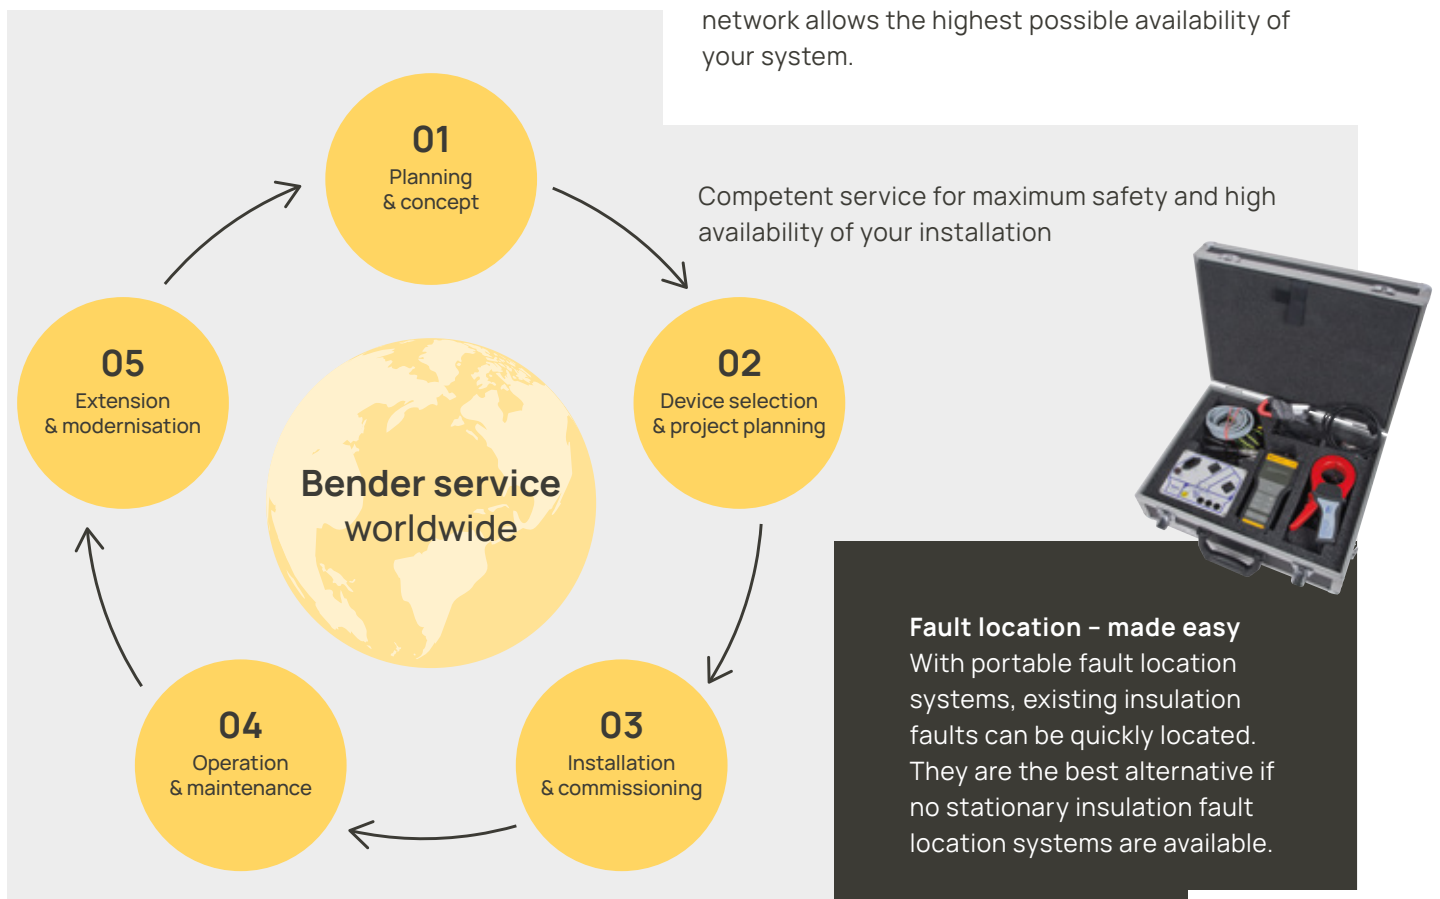 network allows the highest possible availability of
your system.
Competent service for maximum safety and high
availability of your installation
01
Planning
& concept
02
Device selection
& project planning
03
Installation
& commissioning
04
Operation
& maintenance
05
Extension
& modernisation
Bender service
worldwide
Fault location – made easy
With portable fault location
systems, existing insulation
faults can be quickly located.
They are the best alternative if
no stationary insulation fault
location systems are available.